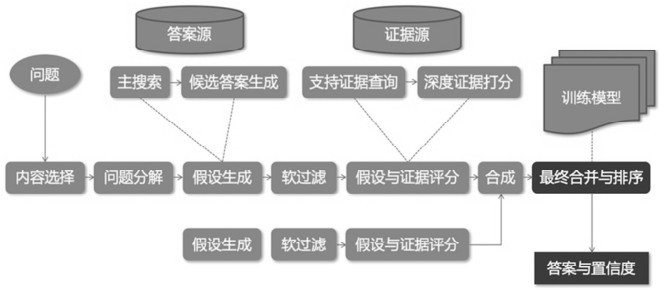 答案源
证据源
问题
主搜索
候选答案生成
支持证据查询
深度证据打分
训练模型
内容选择
问题分解
假设生成
软过滤
假设与证据评分
合成
最终合并与排序
假设生成
软过滤
假设与证据评分
答案与置信度